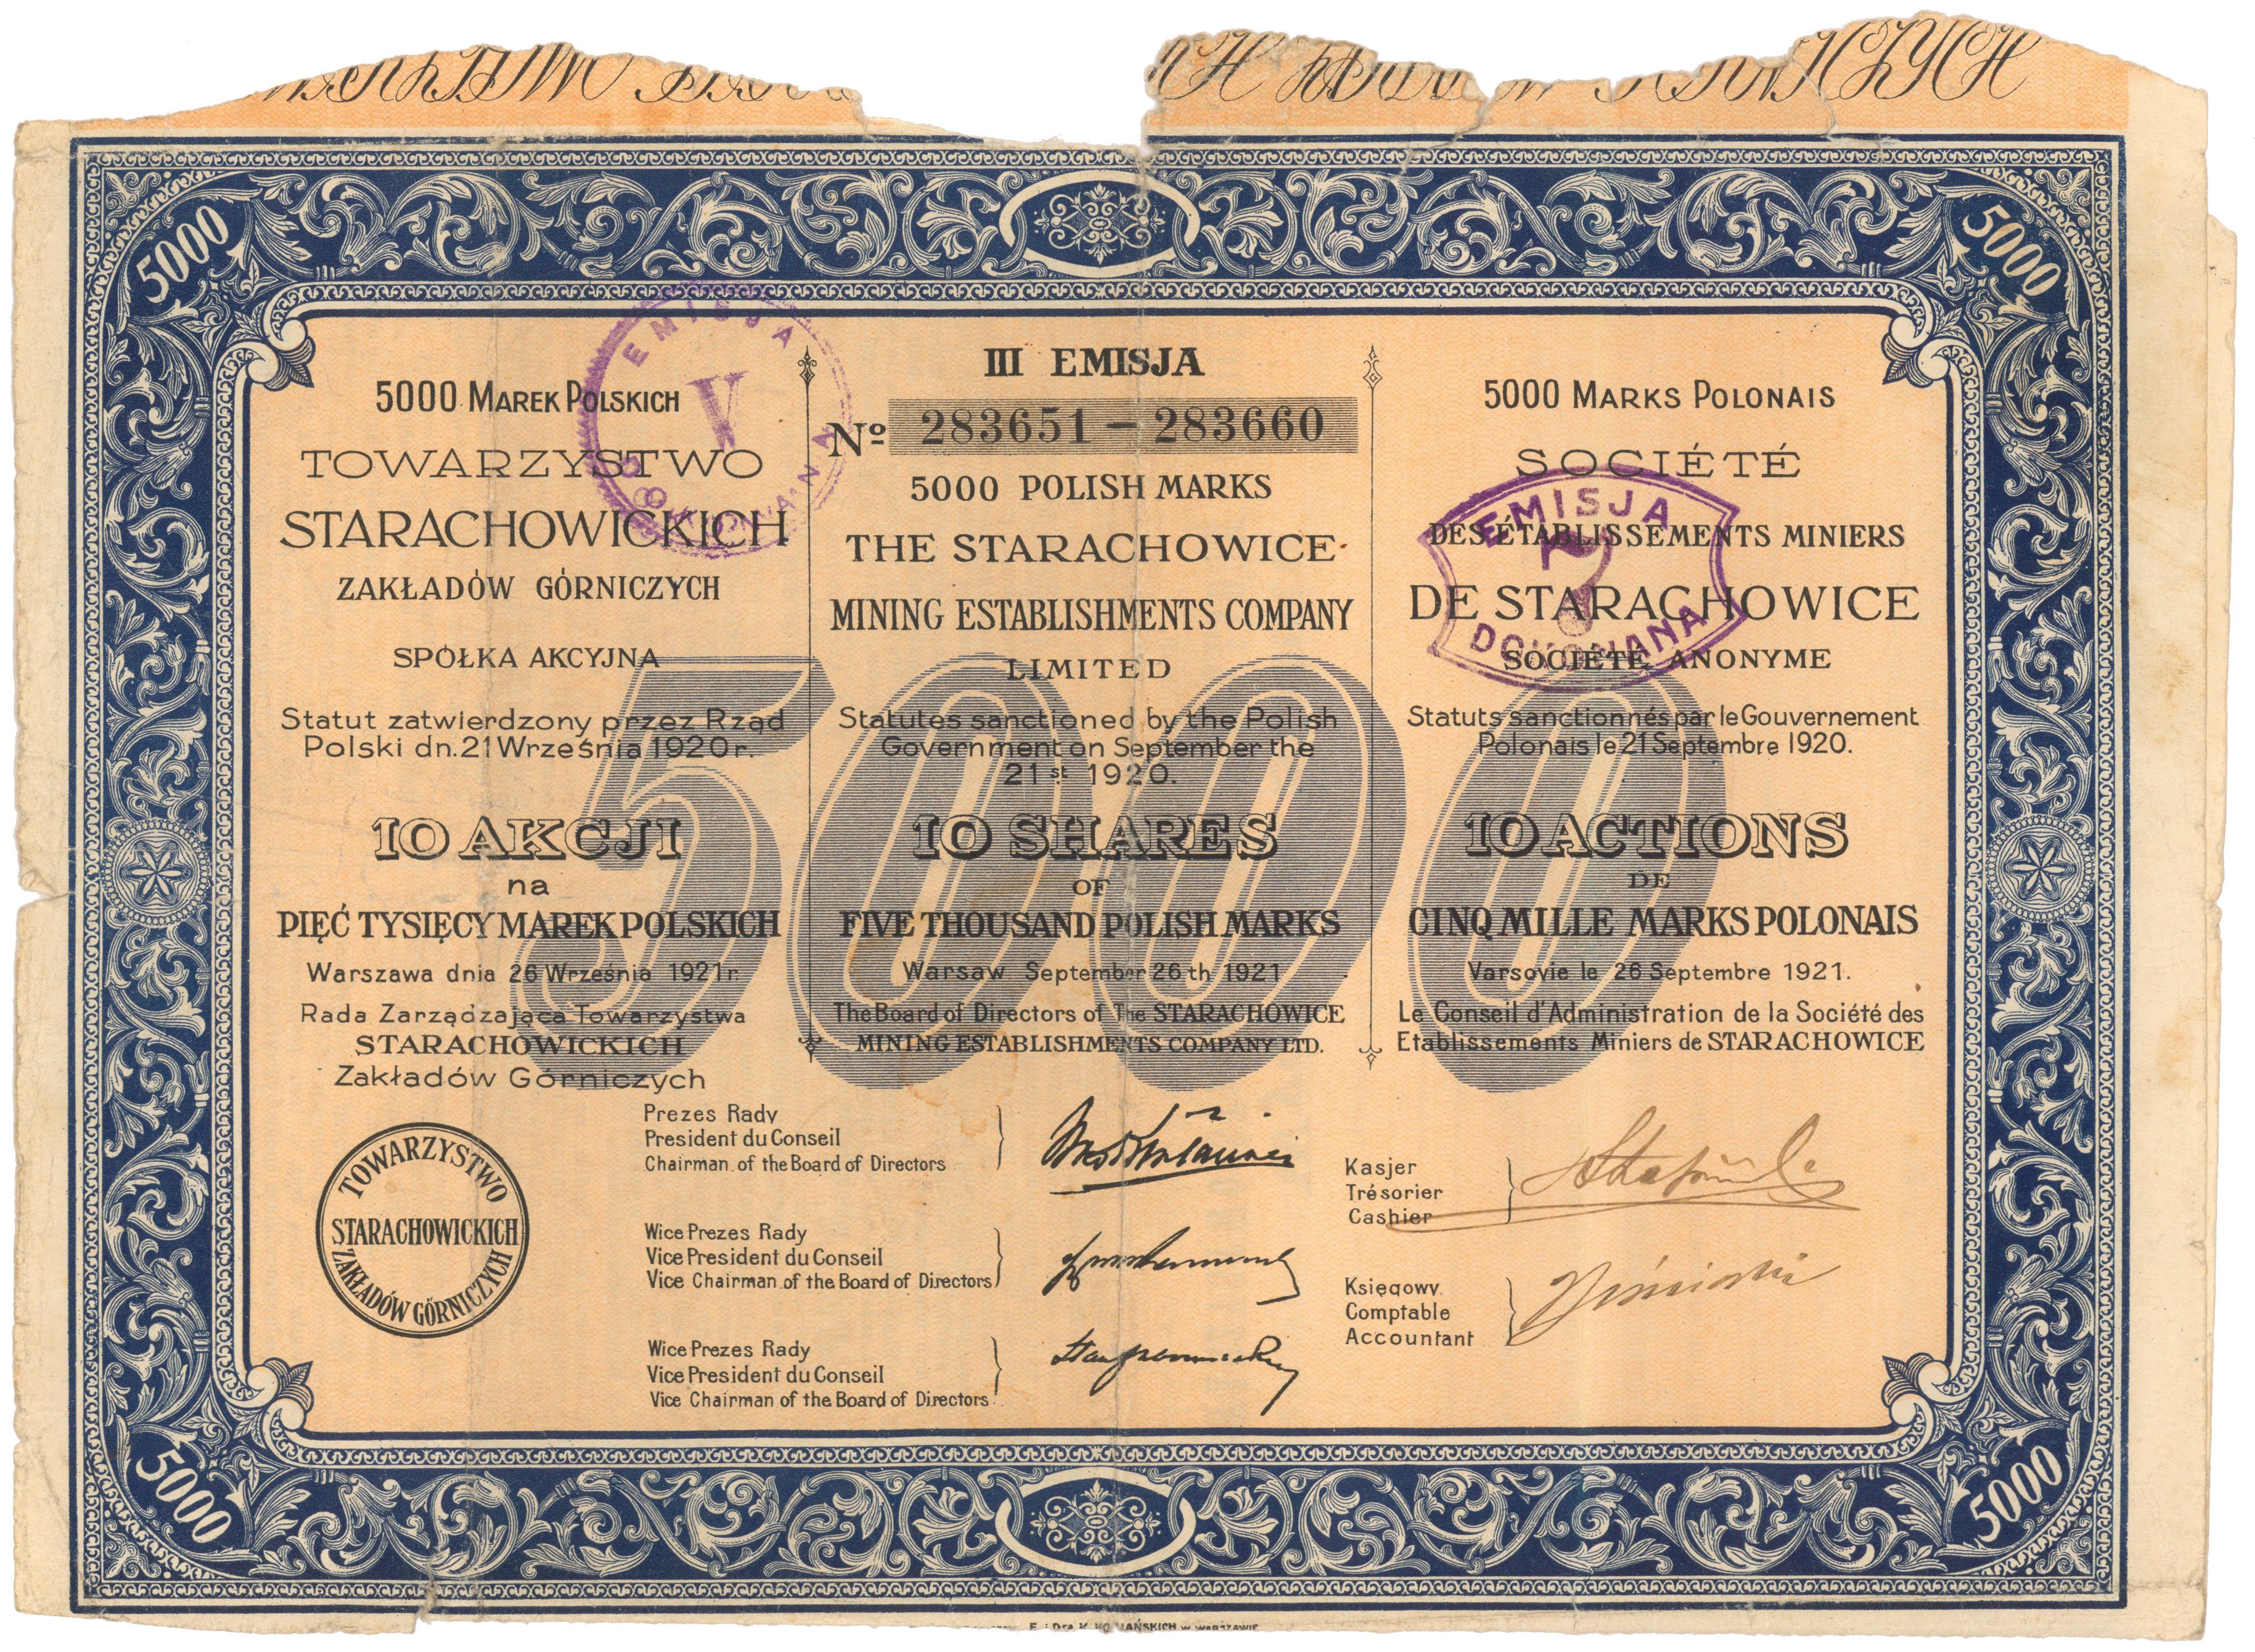 5000
5000
5000 MAREK POLSKICH
TOWARZYSTWO
STARACHOWICKICH
ZAKŁADÓW GÓRNICZYCH
SPÓŁKA AKCYJNA
Statut zatwierdzony przez Rząd
Polski dn. 21 Września 1920 r.
10 AKCJI
na
PIĘĆ TYSIĘCY MAREK POLSKICH
Warszawa dnia 26 Września 1921 r.
Rada Zarządzająca Towarzystwa
STARACHOWICKICH
Zakładów Górniczych
EMISJA
V
DOKONANA
III EMISJA
Nº 283651 – 283660
5000 POLISH MARKS
THE STARACHOWICE
MINING ESTABLISHMENTS COMPANY
LIMITED
Statutes sanctioned by the Polish
Government on September the
21st 1920.
10 SHARES
OF
FIVE THOUSAND POLISH MARKS
Warsaw September 26th 1921
The Board of Directors of The STARACHOWICE
MINING ESTABLISHMENTS COMPANY LTD.
5000 MARKS POLONAIS
SOCIÉTÉ
DES ÉTABLISSEMENTS MINIERS
DE STARACHOWICE
SOCIÉTÉ ANONYME
Statuts sanctionnés par le Gouvernement
Polonais le 21 Septembre 1920.
10 ACTIONS
DE
CINQ MILLE MARKS POLONAIS
Varsovie le 26 Septembre 1921.
Le Conseil d'Administration de la Société des
Etablissements Miniers de STARACHOWICE
EMISJA
7
DOKONANA
5000
TOWARZYSTWO
STARACHOWICKICH
ZAKŁADÓW GÓRNICZYCH
Prezes Rady
President du Conseil
Chairman of the Board of Directors
Wice Prezes Rady
Vice President du Conseil
Vice Chairman of the Board of Directors
Wice Prezes Rady
Vice President du Conseil
Vice Chairman of the Board of Directors
Kasjer
Trésorier
Cashier
Księgowy
Comptable
Accountant
5000
5000
W WARSZAWIE